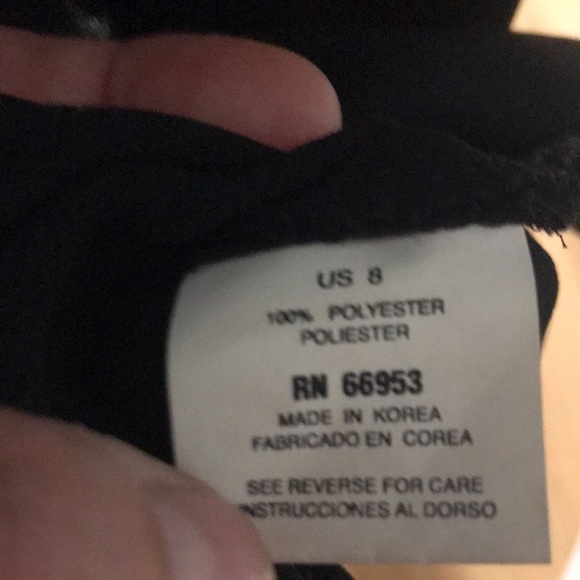 US 8
100% POLYESTER
POLIESTER
RN 66953
MADE IN KOREA
FABRICADO EN COREA
SEE REVERSE FOR CARE
INSTRUCCIONES AL DORSO